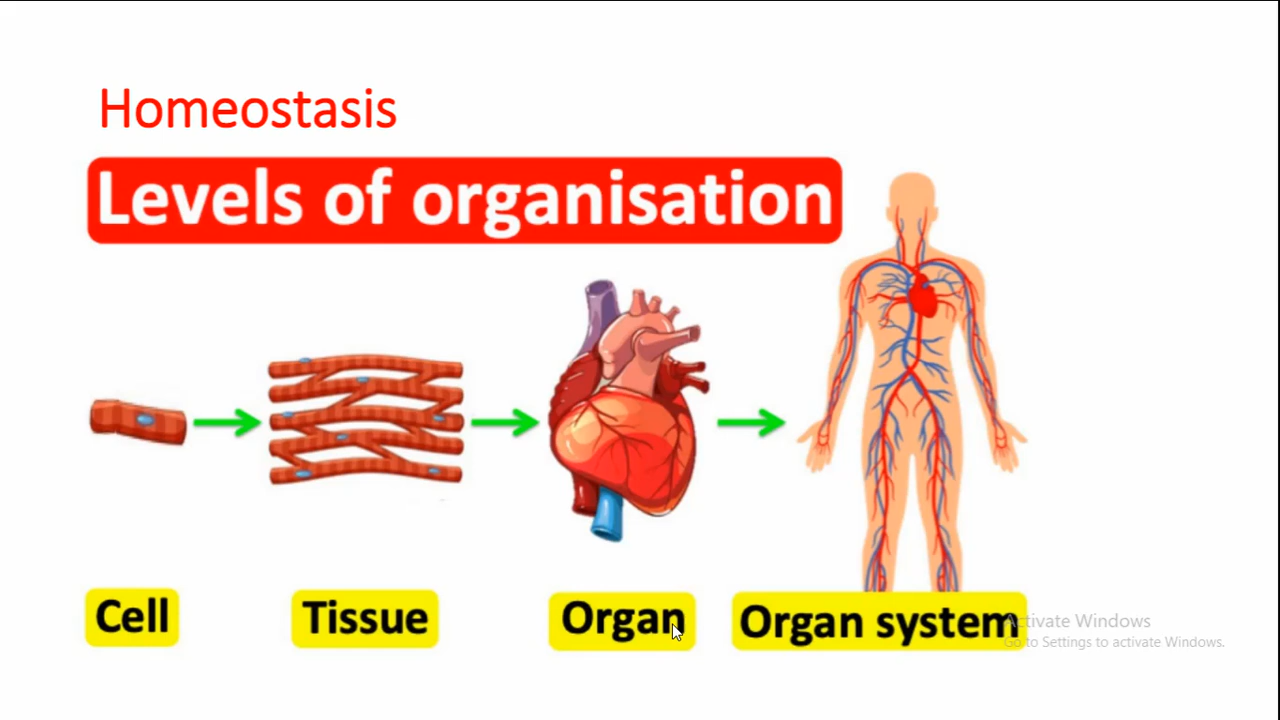 Homeostasis
Levels of organisation
Cell
Tissue
Organ
Organ system
Activate Windows
Go to Settings to activate Windows.